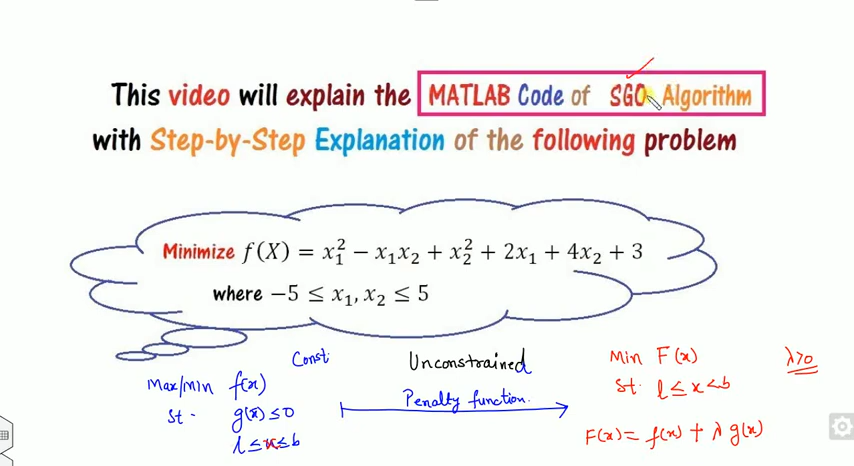 This video will explain the MATLAB Code of SGO Algorithm
with Step-by-Step Explanation of the following problem
Minimize f(X) = x₁² − x₁x₂ + x₂² + 2x₁ + 4x₂ + 3
where −5 ≤ x₁, x₂ ≤ 5
Const. Unconstrained Min F(x) λ>0
Max/min f(x) Penalty function. St. l ≤ x ≤ b
St. g(x) ≤ 0
l ≤ x ≤ b F(x) = f(x) + λ g(x)